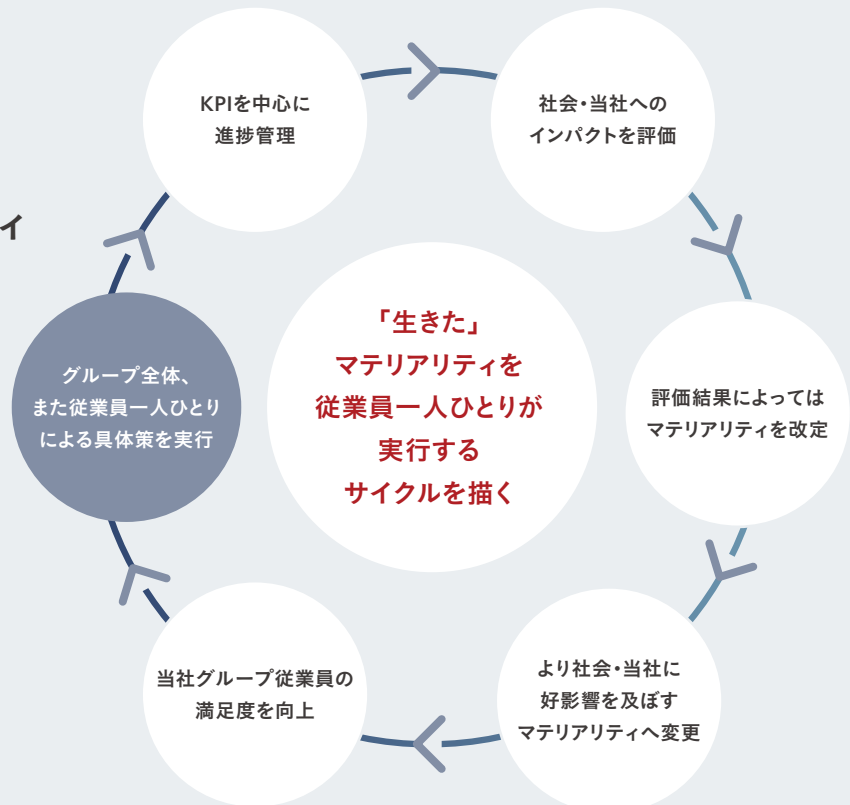 KPIを中心に
進捗管理
社会・当社への
インパクトを評価
ィ
「生きた」
マテリアリティを
従業員一人ひとりが
実行する
サイクルを描く
グループ全体、
また従業員一人ひとり
による具体策を実行
評価結果によっては
マテリアリティを改定
当社グループ従業員の
満足度を向上
より社会・当社に
好影響を及ぼす
マテリアリティへ変更